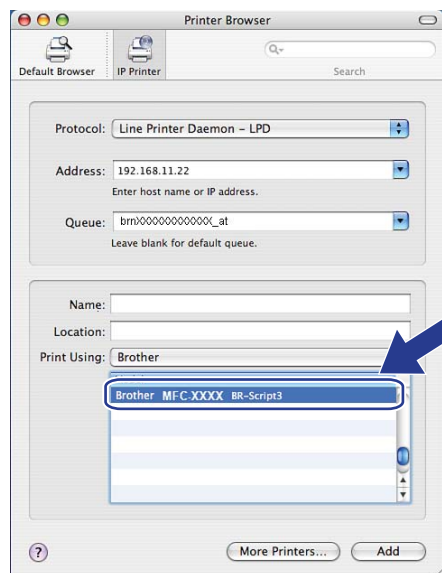 Printer Browser
Default Browser
IP Printer
Search
Protocol: Line Printer Daemon - LPD
Address: 192.168.11.22
Enter host name or IP address.
Queue: brnXXXXXXXXXXXX_at
Leave blank for default queue.
Name:
Location:
Print Using: Brother
Brother MFC-XXXX BR-Script3
?
More Printers...
Add